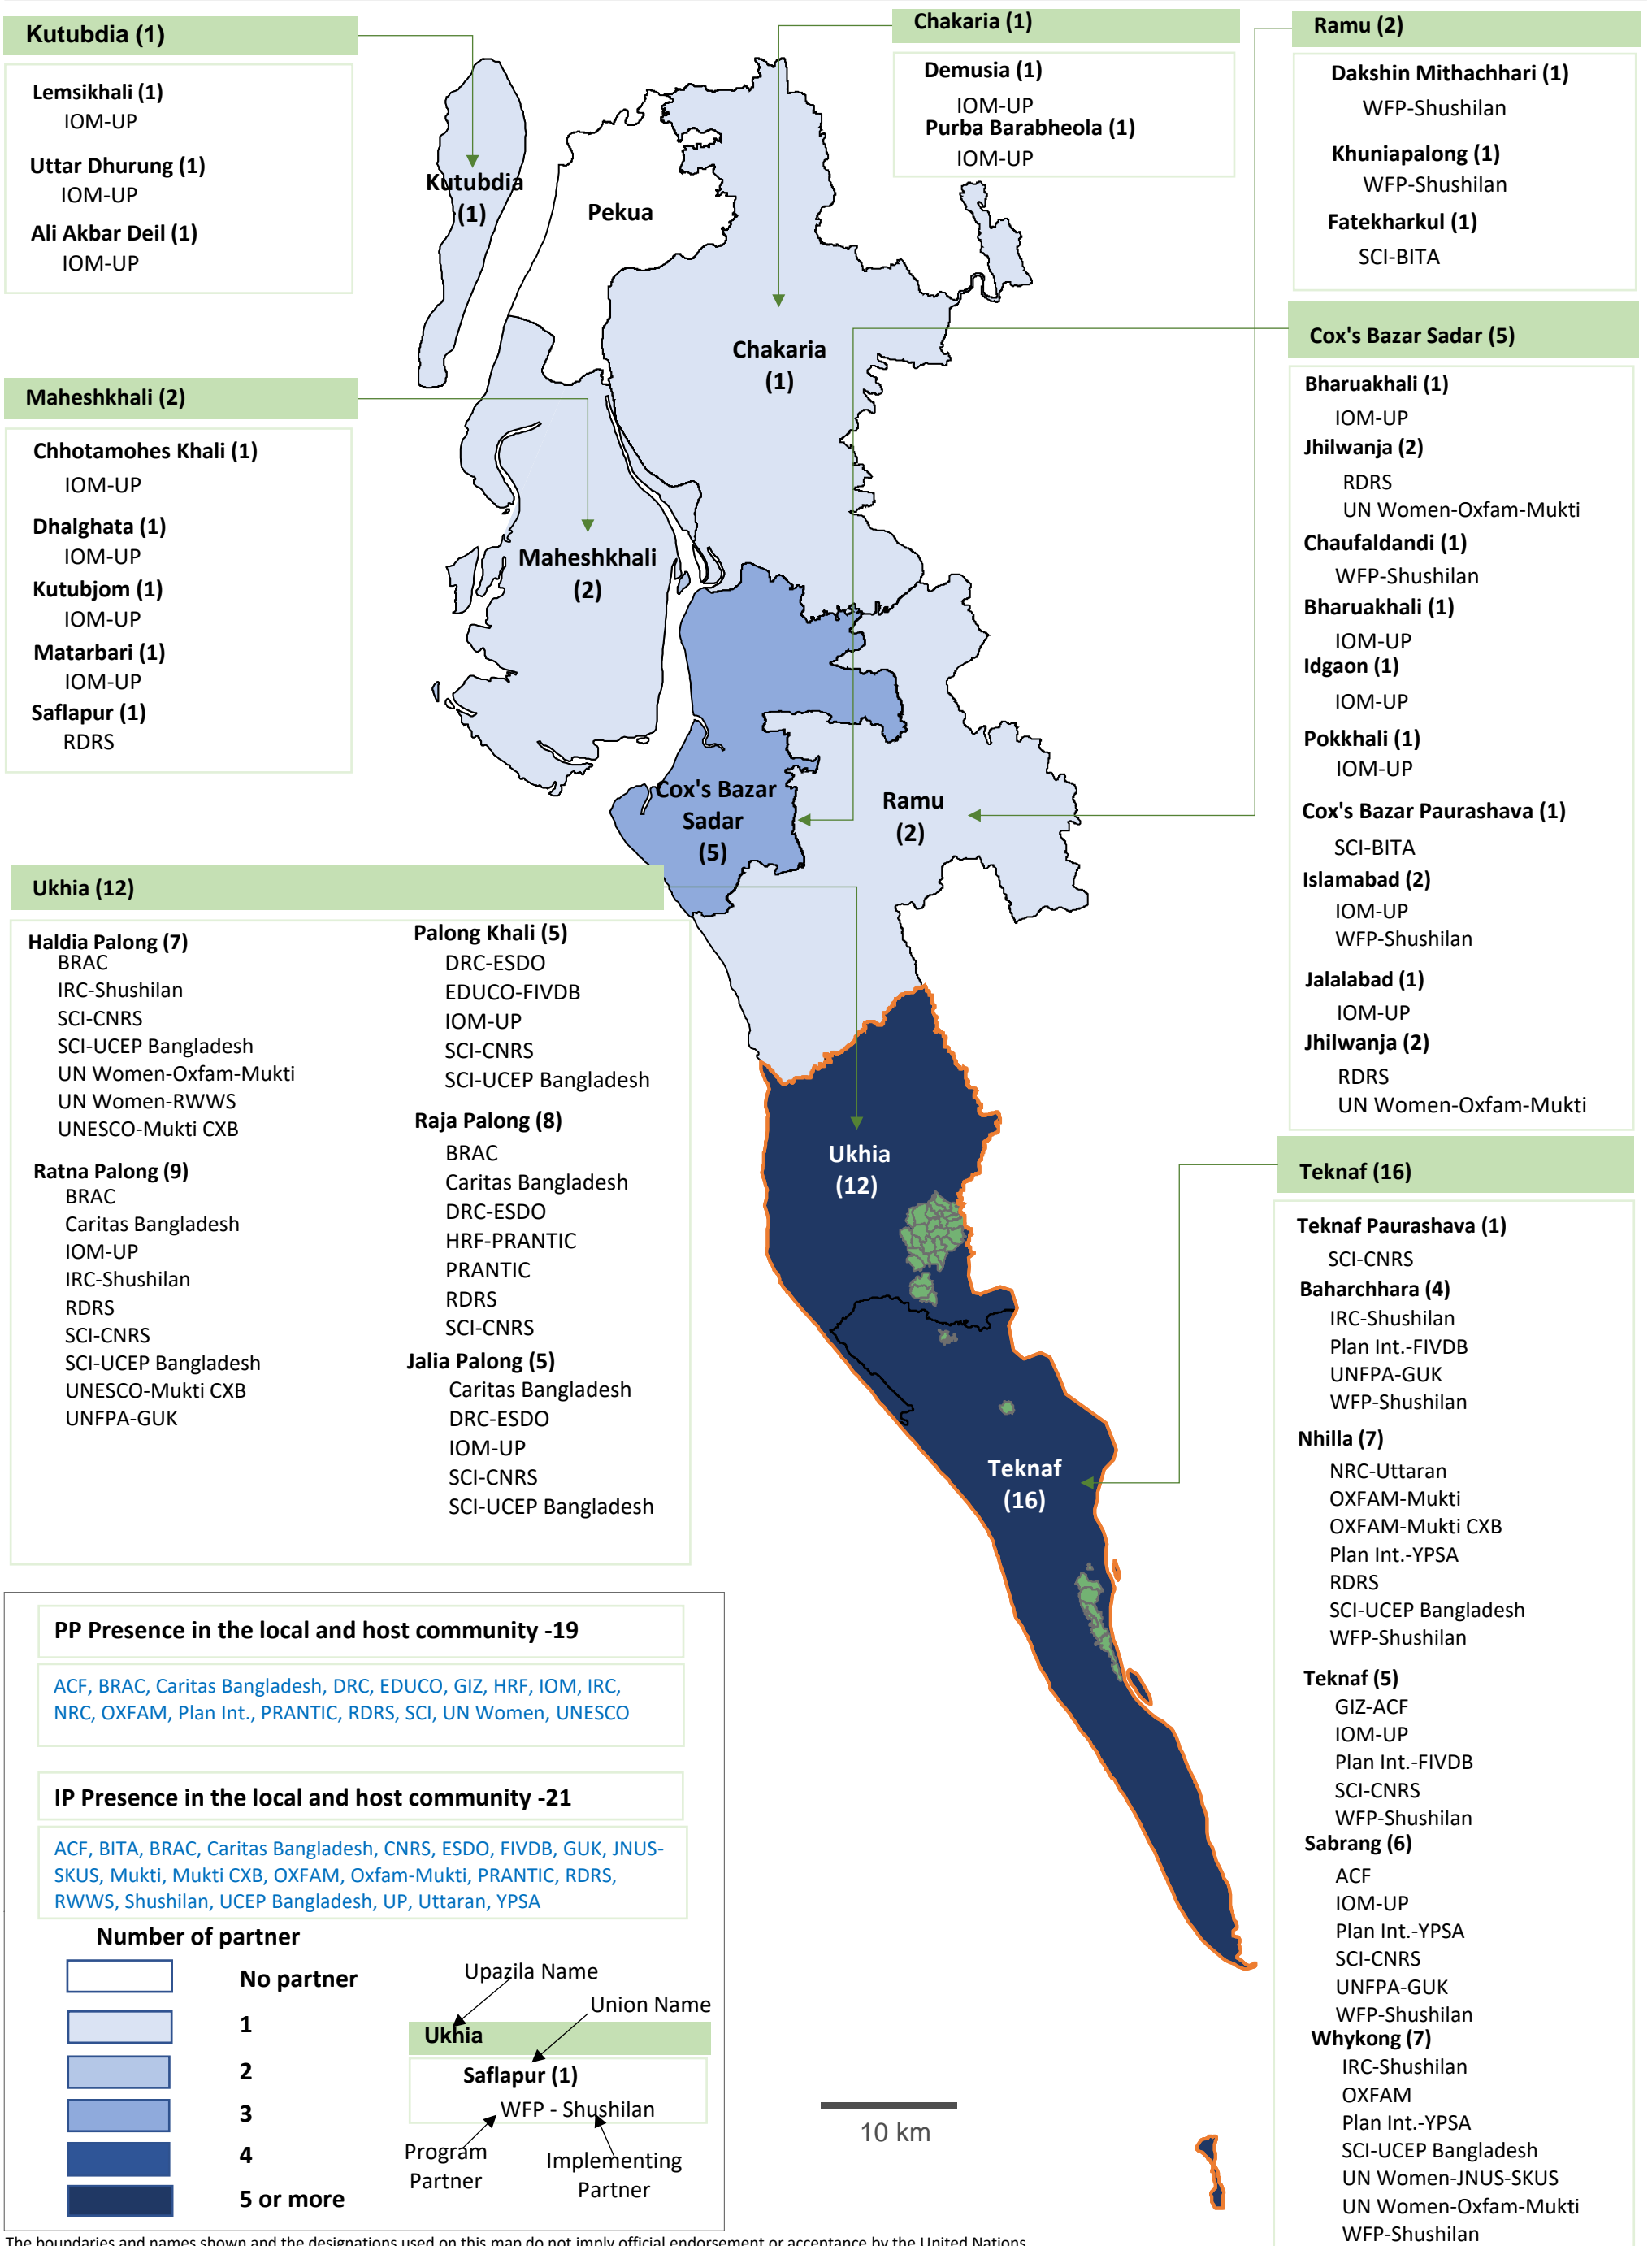 Kutubdia (1)
Lemsikhali (1)
IOM-UP
Uttar Dhurung (1)
IOM-UP
Ali Akbar Deil (1)
IOM-UP
Chakaria (1)
Demusia (1)
IOM-UP
Purba Barabheola (1)
IOM-UP
Ramu (2)
Dakshin Mithachhari (1)
WFP-Shushilan
Khuniapalong (1)
WFP-Shushilan
Fatekharkul (1)
SCI-BITA
Kutubdia
(1)
Pekua
Chakaria
(1)
Maheshkhali
(2)
Cox's Bazar
Sadar
(5)
Ramu
(2)
Ukhia
(12)
Teknaf
(16)
Maheshkhali (2)
Chhotamohes Khali (1)
IOM-UP
Dhalghata (1)
IOM-UP
Kutubjom (1)
IOM-UP
Matarbari (1)
IOM-UP
Saflapur (1)
RDRS
Cox's Bazar Sadar (5)
Bharuakhali (1)
IOM-UP
Jhilwanja (2)
RDRS
UN Women-Oxfam-Mukti
Chaufaldandi (1)
WFP-Shushilan
Bharuakhali (1)
IOM-UP
Idgaon (1)
IOM-UP
Pokkhali (1)
IOM-UP
Cox's Bazar Paurashava (1)
SCI-BITA
Islamabad (2)
IOM-UP
WFP-Shushilan
Jalalabad (1)
IOM-UP
Jhilwanja (2)
RDRS
UN Women-Oxfam-Mukti
Ukhia (12)
Haldia Palong (7)
BRAC
IRC-Shushilan
SCI-CNRS
SCI-UCEP Bangladesh
UN Women-Oxfam-Mukti
UN Women-RWWS
UNESCO-Mukti CXB
Ratna Palong (9)
BRAC
Caritas Bangladesh
IOM-UP
IRC-Shushilan
RDRS
SCI-CNRS
SCI-UCEP Bangladesh
UNESCO-Mukti CXB
UNFPA-GUK
Palong Khali (5)
DRC-ESDO
EDUCO-FIVDB
IOM-UP
SCI-CNRS
SCI-UCEP Bangladesh
Raja Palong (8)
BRAC
Caritas Bangladesh
DRC-ESDO
HRF-PRANTIC
PRANTIC
RDRS
SCI-CNRS
Jalia Palong (5)
Caritas Bangladesh
DRC-ESDO
IOM-UP
SCI-CNRS
SCI-UCEP Bangladesh
Teknaf (16)
Teknaf Paurashava (1)
SCI-CNRS
Baharchhara (4)
IRC-Shushilan
Plan Int.-FIVDB
UNFPA-GUK
WFP-Shushilan
Nhilla (7)
NRC-Uttaran
OXFAM-Mukti
OXFAM-Mukti CXB
Plan Int.-YPSA
RDRS
SCI-UCEP Bangladesh
WFP-Shushilan
Teknaf (5)
GIZ-ACF
IOM-UP
Plan Int.-FIVDB
SCI-CNRS
WFP-Shushilan
Sabrang (6)
ACF
IOM-UP
Plan Int.-YPSA
SCI-CNRS
UNFPA-GUK
WFP-Shushilan
Whykong (7)
IRC-Shushilan
OXFAM
Plan Int.-YPSA
SCI-UCEP Bangladesh
UN Women-JNUS-SKUS
UN Women-Oxfam-Mukti
WFP-Shushilan
PP Presence in the local and host community -19
ACF, BRAC, Caritas Bangladesh, DRC, EDUCO, GIZ, HRF, IOM, IRC,
NRC, OXFAM, Plan Int., PRANTIC, RDRS, SCI, UN Women, UNESCO
IP Presence in the local and host community -21
ACF, BITA, BRAC, Caritas Bangladesh, CNRS, ESDO, FIVDB, GUK, JNUS-
SKUS, Mukti, Mukti CXB, OXFAM, Oxfam-Mukti, PRANTIC, RDRS,
RWWS, Shushilan, UCEP Bangladesh, UP, Uttaran, YPSA
Number of partner
No partner
1
2
3
4
5 or more
Upazila Name
Union Name
Ukhia
Saflapur (1)
WFP - Shushilan
Program
Partner
Implementing
Partner
10 km
The boundaries and names shown and the designations used on this map do not imply official endorsement or acceptance by the United Nations